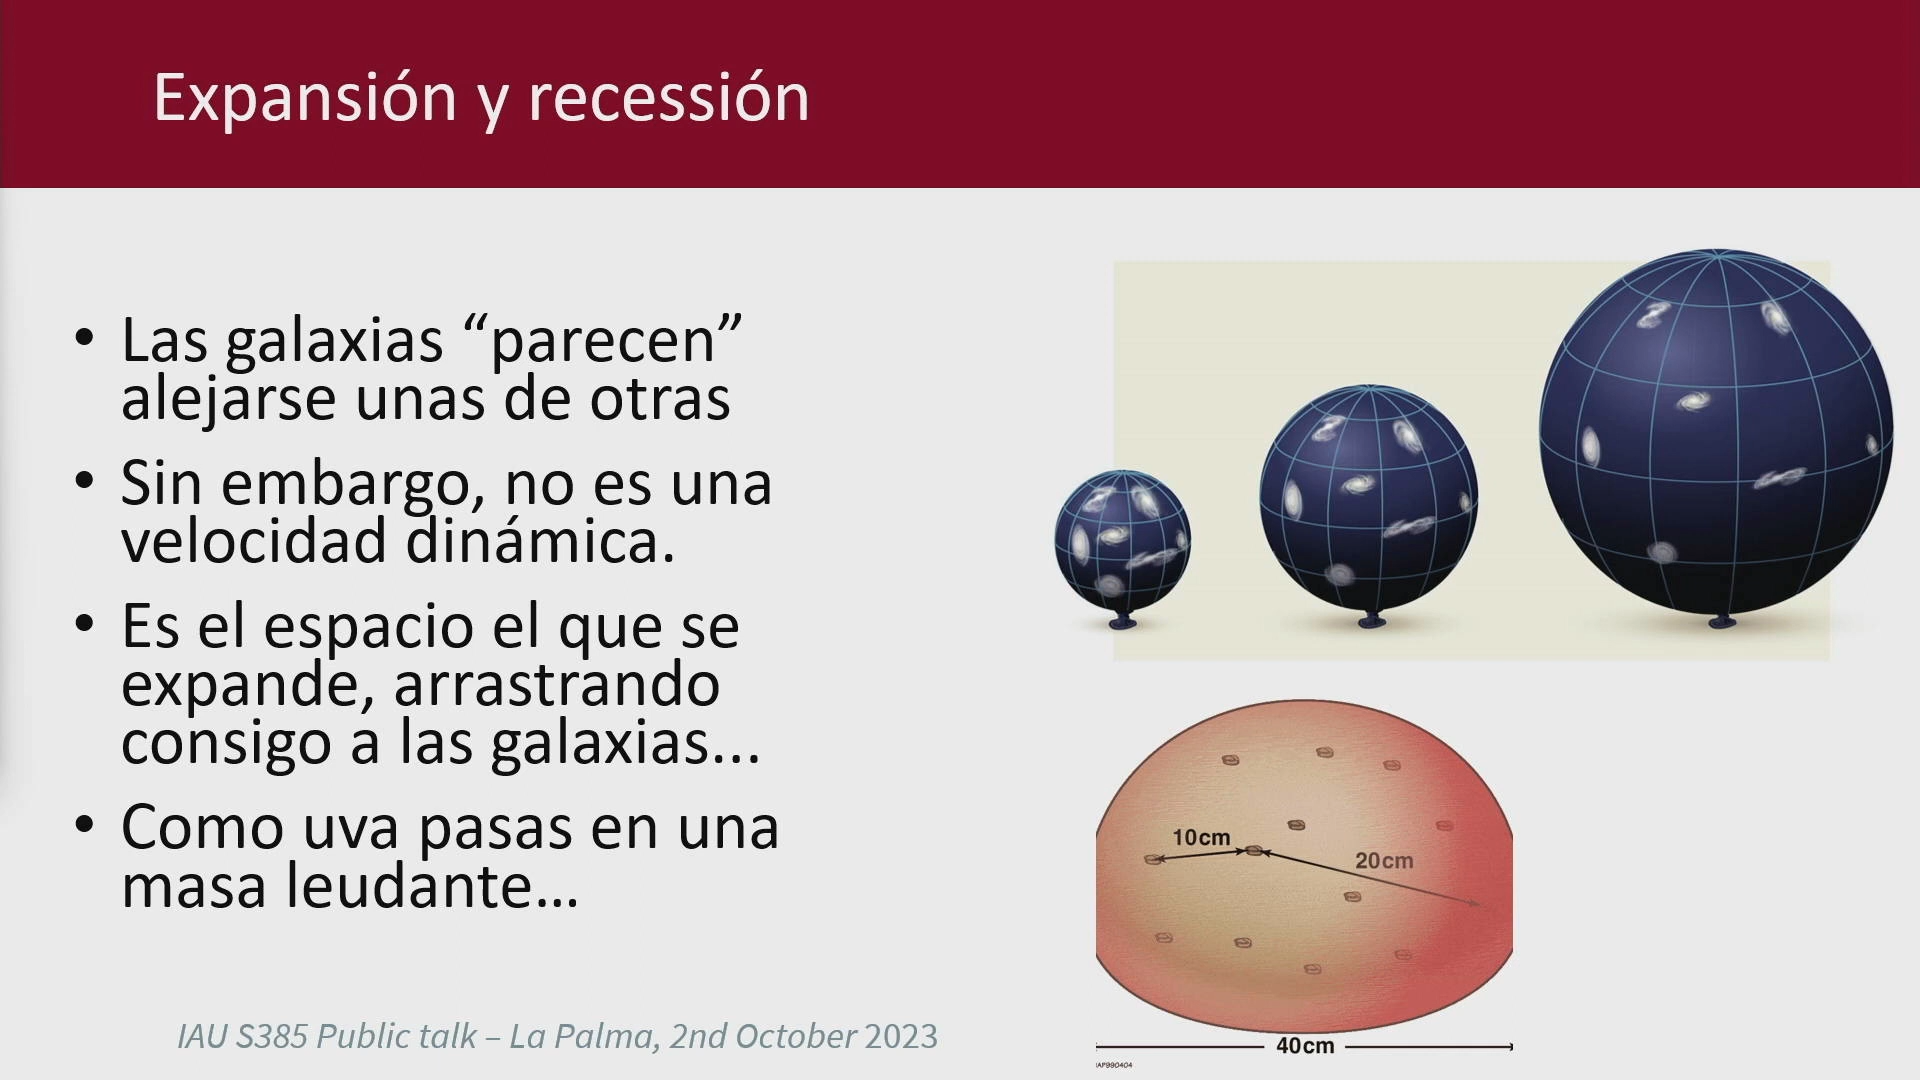 Expansión y recessión
• Las galaxias “parecen”
alejarse unas de otras
• Sin embargo, no es una
velocidad dinámica.
• Es el espacio el que se
expande, arrastrando
consigo a las galaxias...
• Como uva pasas en una
masa leudante…
10cm
20cm
40cm
IAU S385 Public talk – La Palma, 2nd October 2023